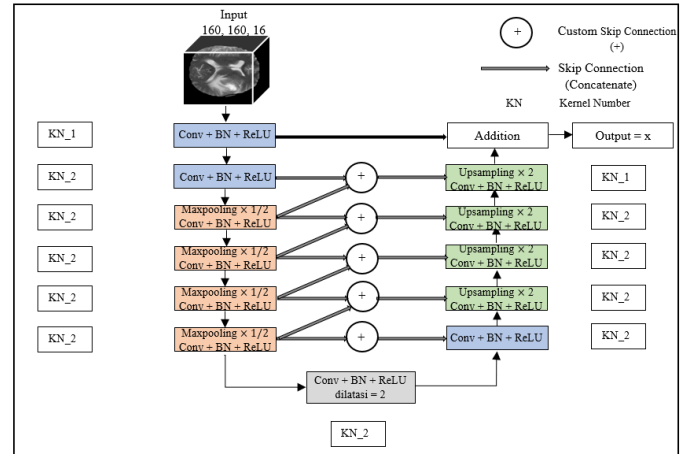 Input
160, 160, 16
+
Custom Skip Connection
(+)
Skip Connection
(Concatenate)
KN Kernel Number
KN_1
Conv + BN + ReLU
Addition
Output = x
KN_2
Conv + BN + ReLU
+
Upsampling × 2
Conv + BN + ReLU
KN_1
KN_2
Maxpooling × 1/2
Conv + BN + ReLU
+
Upsampling × 2
Conv + BN + ReLU
KN_2
KN_2
Maxpooling × 1/2
Conv + BN + ReLU
+
Upsampling × 2
Conv + BN + ReLU
KN_2
KN_2
Maxpooling × 1/2
Conv + BN + ReLU
+
Upsampling × 2
Conv + BN + ReLU
KN_2
KN_2
Maxpooling × 1/2
Conv + BN + ReLU
+
Conv + BN + ReLU
KN_2
Conv + BN + ReLU
dilatasi = 2
KN_2